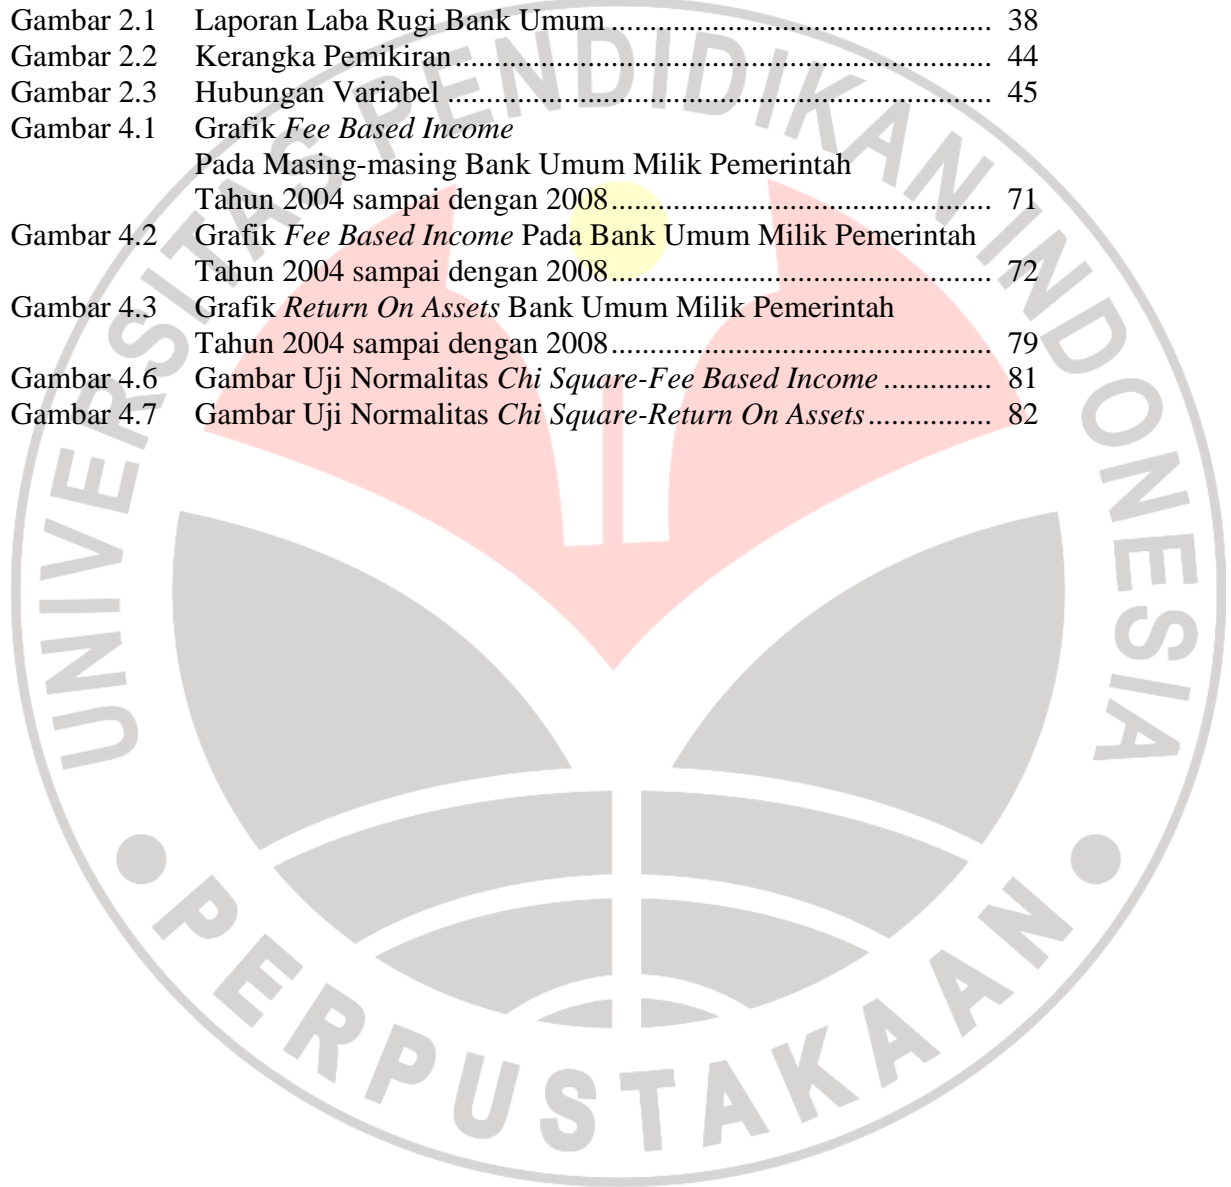 Gambar 2.1 Laporan Laba Rugi Bank Umum ................................................. 38
Gambar 2.2 Kerangka Pemikiran ..................................................................... 44
Gambar 2.3 Hubungan Variabel ...................................................................... 45
Gambar 4.1 Grafik Fee Based Income
Pada Masing-masing Bank Umum Milik Pemerintah
Tahun 2004 sampai dengan 2008 ................................................. 71
Gambar 4.2 Grafik Fee Based Income Pada Bank Umum Milik Pemerintah
Tahun 2004 sampai dengan 2008 ................................................. 72
Gambar 4.3 Grafik Return On Assets Bank Umum Milik Pemerintah
Tahun 2004 sampai dengan 2008 ................................................. 79
Gambar 4.6 Gambar Uji Normalitas Chi Square-Fee Based Income .............. 81
Gambar 4.7 Gambar Uji Normalitas Chi Square-Return On Assets ................ 82
UNIVERSITAS PENDIDIKAN INDONESIA
PERPUSTAKAAN